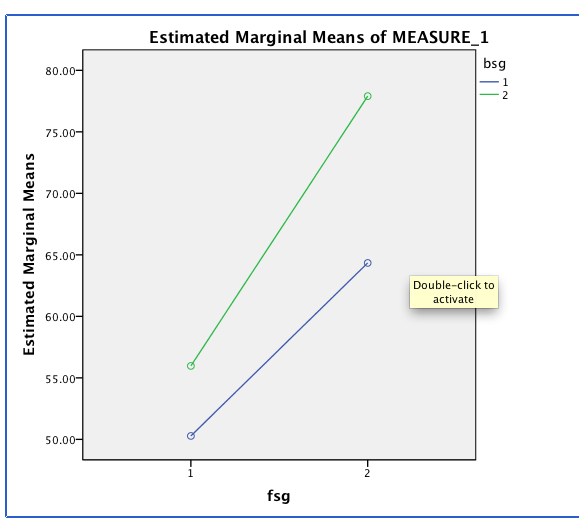 Estimated Marginal Means of MEASURE_1
bsg
1
2
Estimated Marginal Means
80.00
75.00
70.00
65.00
60.00
55.00
50.00
Double-click to
activate
1
2
fsg